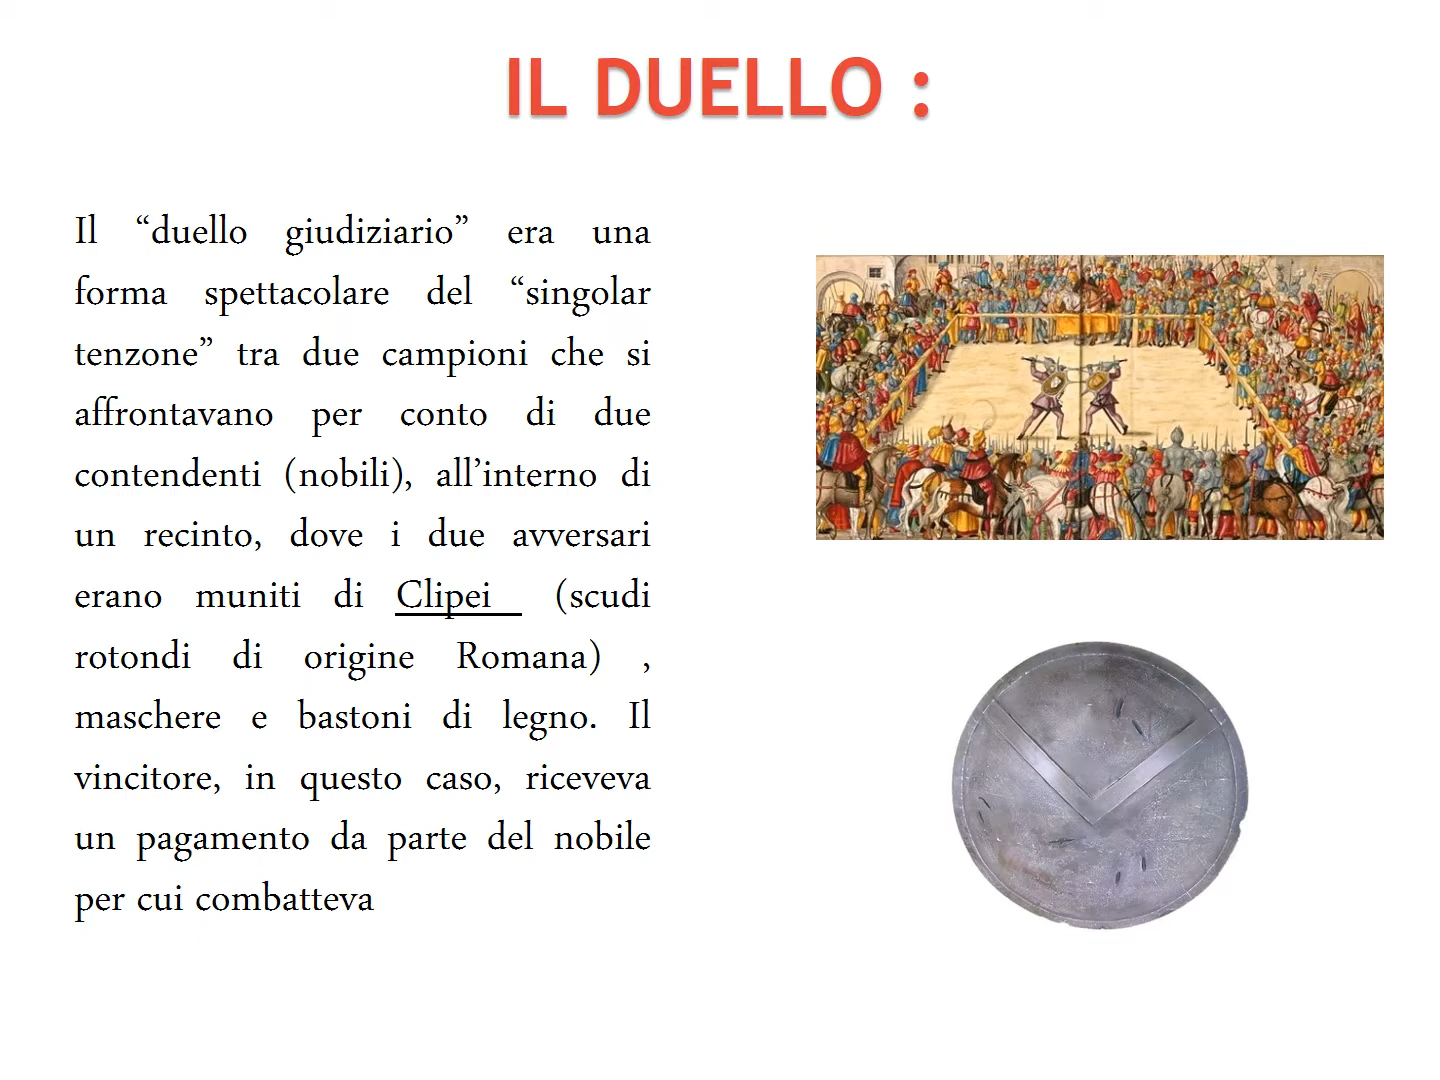 IL DUELLO :
Il “duello giudiziario” era una
forma spettacolare del “singolar
tenzone” tra due campioni che si
affrontavano per conto di due
contendenti (nobili), all’interno di
un recinto, dove i due avversari
erano muniti di Clipei (scudi
rotondi di origine Romana) ,
maschere e bastoni di legno. Il
vincitore, in questo caso, riceveva
un pagamento da parte del nobile
per cui combatteva